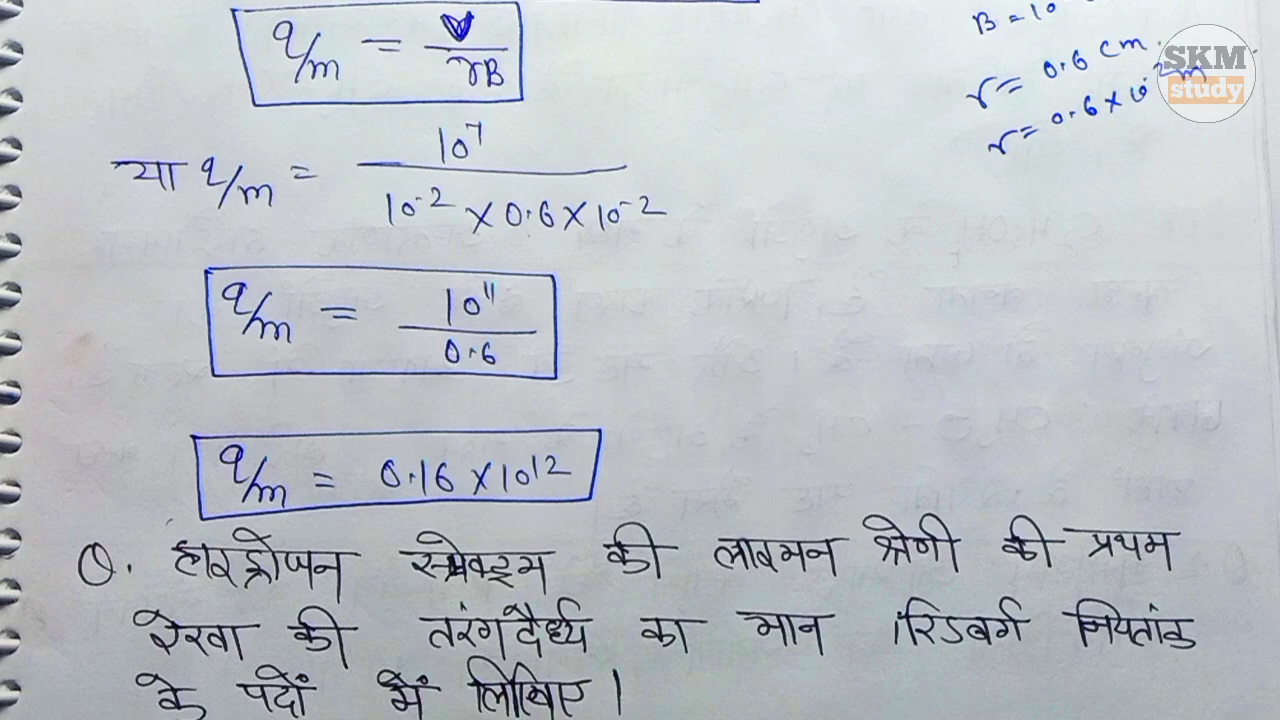 q/m = v/rB
B = 10
r = 0.6 cm.
r = 0.6 × 10⁻²m
SKM
study
या q/m = 10⁷/10⁻² × 0.6 × 10⁻²
q/m = 10¹¹/0.6
q/m = 0.16 × 10¹²
Q. हाइड्रोजन स्पेक्ट्रम की लाइमन श्रेणी की प्रथम
रेखा की तरंगदैर्ध्य का मान रिडबर्ग नियतांक
के पदों में लिखिए।